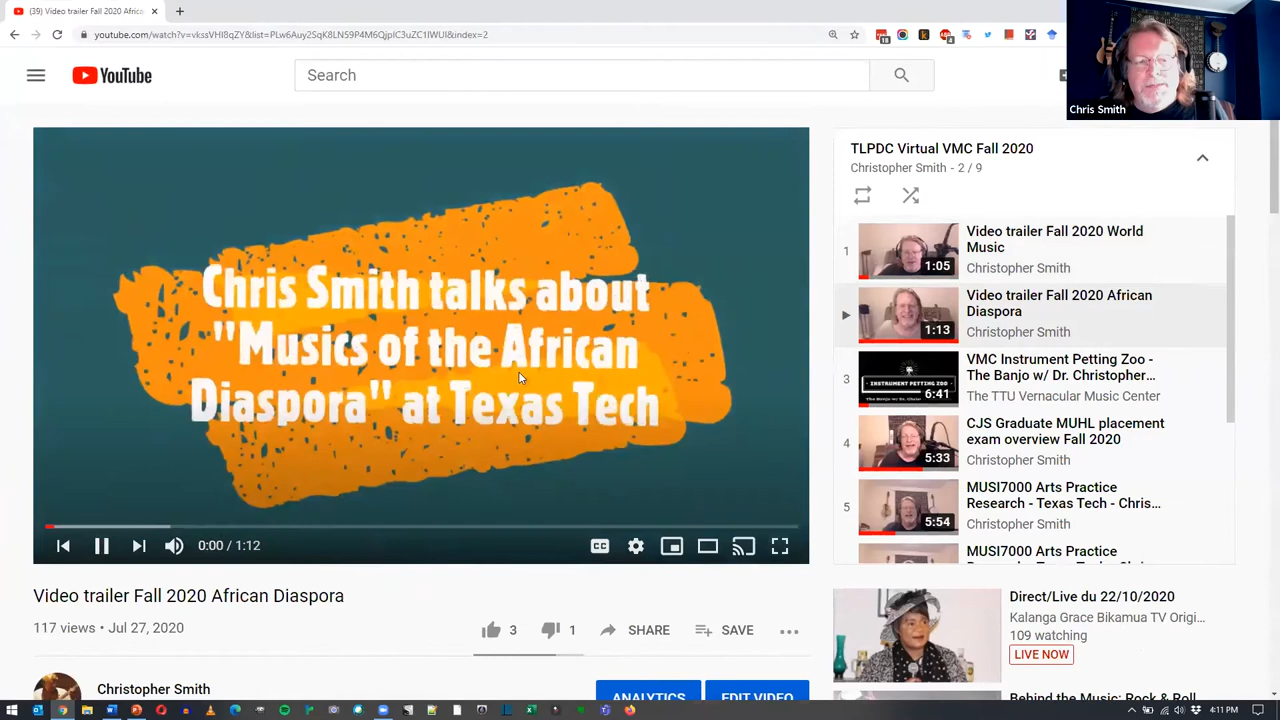 (39) Video trailer Fall 2020 Africa
youtube.com/watch?v=vkssVHI8qZY&list=PLw6Auy2SqK8LN59P4M6QjpIC3uZC1IWUI&index=2
18
4
Chris Smith
YouTube
Search
Chris Smith talks about
"Musics of the African
Diaspora" at Texas Tech
0:00 / 1:12
CC
Video trailer Fall 2020 African Diaspora
117 views • Jul 27, 2020
3
1
SHARE
SAVE
Christopher Smith
ANALYTICS
EDIT VIDEO
TLPDC Virtual VMC Fall 2020
Christopher Smith - 2 / 9
1
Video trailer Fall 2020 World
Music
Christopher Smith
1:05
Video trailer Fall 2020 African
Diaspora
Christopher Smith
1:13
3
INSTRUMENT PETTING ZOO
6:41
VMC Instrument Petting Zoo -
The Banjo w/ Dr. Christopher...
The TTU Vernacular Music Center
4
CJS Graduate MUHL placement
exam overview Fall 2020
Christopher Smith
5:33
5
MUSI7000 Arts Practice
Research - Texas Tech - Chris...
Christopher Smith
5:54
MUSI7000 Arts Practice
Direct/Live du 22/10/2020
Kalanga Grace Bikamua TV Origi...
109 watching
LIVE NOW
Behind the Music: Rock & Roll
4:11 PM